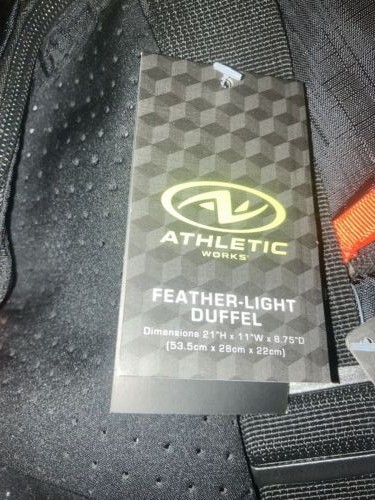 ATHLETIC
WORKS
FEATHER-LIGHT
DUFFEL
Dimensions 21"H x 11"W x 8.75"D
(53.5cm x 28cm x 22cm)